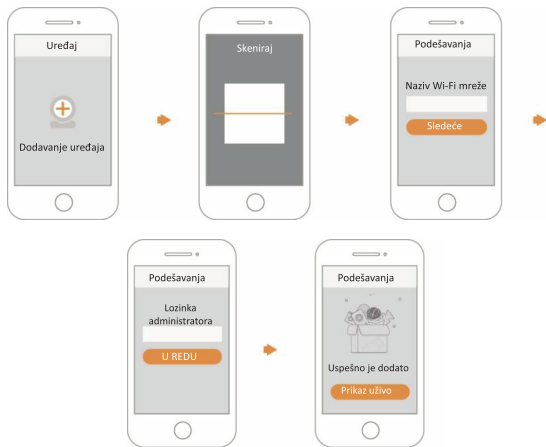 Uređaj
Dodavanje uređaja
Skeniraj
Podešavanja
Naziv Wi-Fi mreže
Sledeće
Podešavanja
Lozinka
administratora
U REDU
Podešavanja
Uspešno je dodato
Prikaz uživo